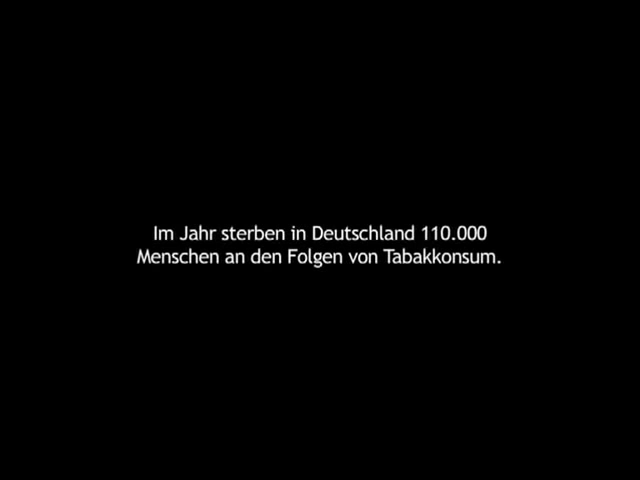 Im Jahr sterben in Deutschland 110.000
Menschen an den Folgen von Tabakkonsum.